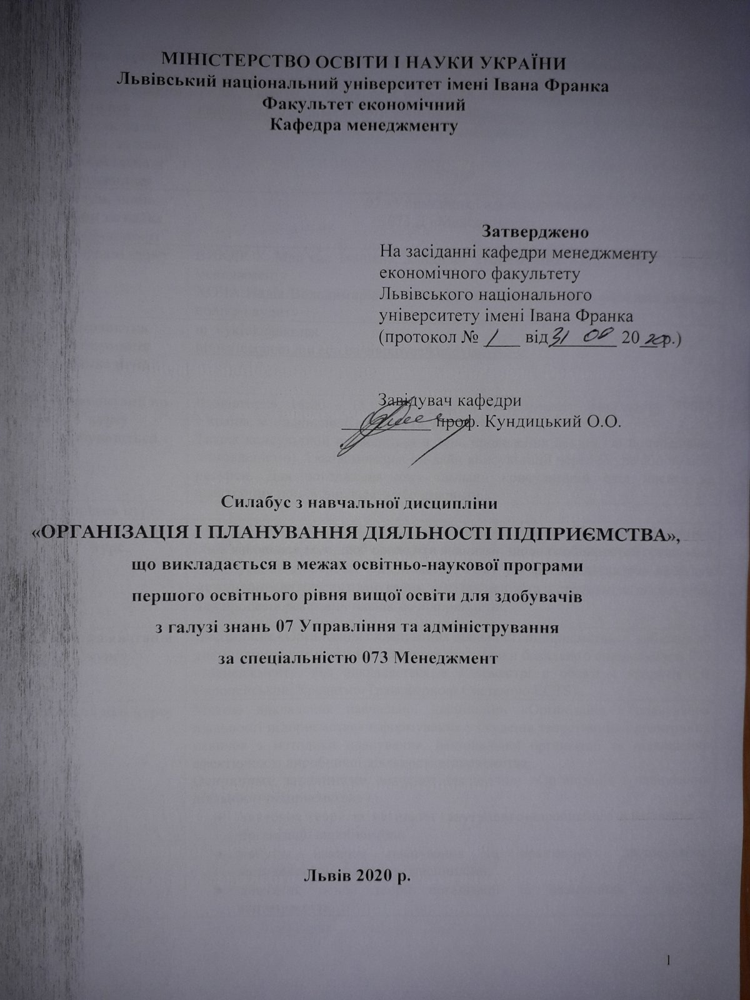 МІНІСТЕРСТВО ОСВІТИ І НАУКИ УКРАЇНИ
Львівський національний університет імені Івана Франка
Факультет економічний
Кафедра менеджменту
Затверджено
На засіданні кафедри менеджменту
економічного факультету
Львівського національного
університету імені Івана Франка
(протокол № 1 від 31 08 2020р.)
Завідувач кафедри
проф. Кундицький О.О.
Силабус з навчальної дисципліни
«ОРГАНІЗАЦІЯ І ПЛАНУВАННЯ ДІЯЛЬНОСТІ ПІДПРИЄМСТВА»,
що викладається в межах освітньо-наукової програми
першого освітнього рівня вищої освіти для здобувачів
з галузі знань 07 Управління та адміністрування
за спеціальністю 073 Менеджмент
Львів 2020 р.
1